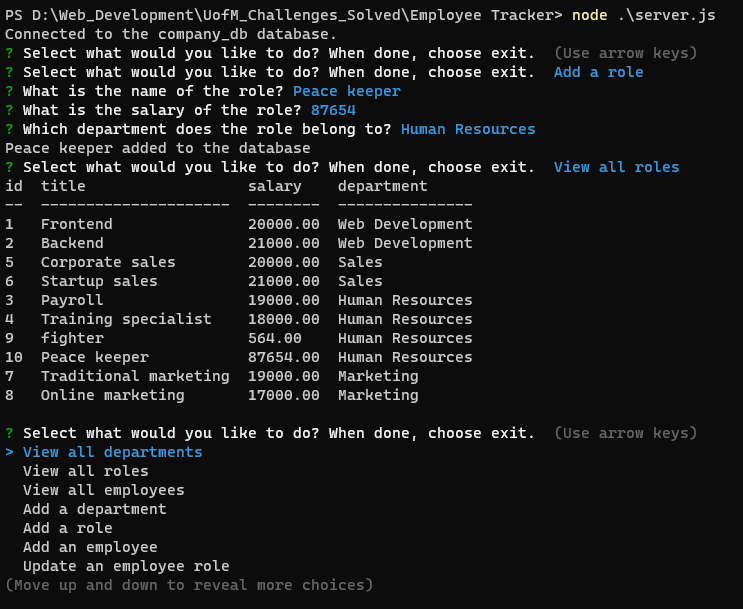 PS D:\Web_Development\UofM_Challenges_Solved\Employee Tracker> node .\server.js
Connected to the company_db database.
? Select what would you like to do? When done, choose exit.  (Use arrow keys)
? Select what would you like to do? When done, choose exit.  Add a role
? What is the name of the role? Peace keeper
? What is the salary of the role? 87654
? Which department does the role belong to? Human Resources
Peace keeper added to the database
? Select what would you like to do? When done, choose exit.  View all roles
id  title                  salary    department
--  ---------------------  --------  ---------------
1   Frontend               20000.00  Web Development
2   Backend                21000.00  Web Development
5   Corporate sales        20000.00  Sales
6   Startup sales          21000.00  Sales
3   Payroll                19000.00  Human Resources
4   Training specialist    18000.00  Human Resources
9   fighter                564.00    Human Resources
10  Peace keeper           87654.00  Human Resources
7   Traditional marketing  19000.00  Marketing
8   Online marketing       17000.00  Marketing
? Select what would you like to do? When done, choose exit.  (Use arrow keys)
> View all departments
  View all roles
  View all employees
  Add a department
  Add a role
  Add an employee
  Update an employee role
(Move up and down to reveal more choices)